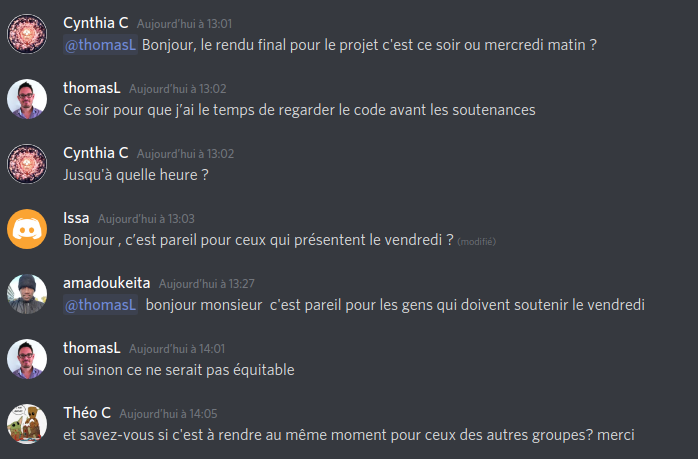 Cynthia C Aujourd'hui à 13:01
@thomasL Bonjour, le rendu final pour le projet c'est ce soir ou mercredi matin ?
thomasL Aujourd'hui à 13:02
Ce soir pour que j’ai le temps de regarder le code avant les soutenances
Cynthia C Aujourd'hui à 13:02
Jusqu'à quelle heure ?
Issa Aujourd'hui à 13:03
Bonjour , c’est pareil pour ceux qui présentent le vendredi ? (modifié)
amadoukeita Aujourd'hui à 13:27
@thomasL bonjour monsieur c'est pareil pour les gens qui doivent soutenir le vendredi
thomasL Aujourd'hui à 14:01
oui sinon ce ne serait pas équitable
Théo C Aujourd'hui à 14:05
et savez-vous si c'est à rendre au même moment pour ceux des autres groupes? merci